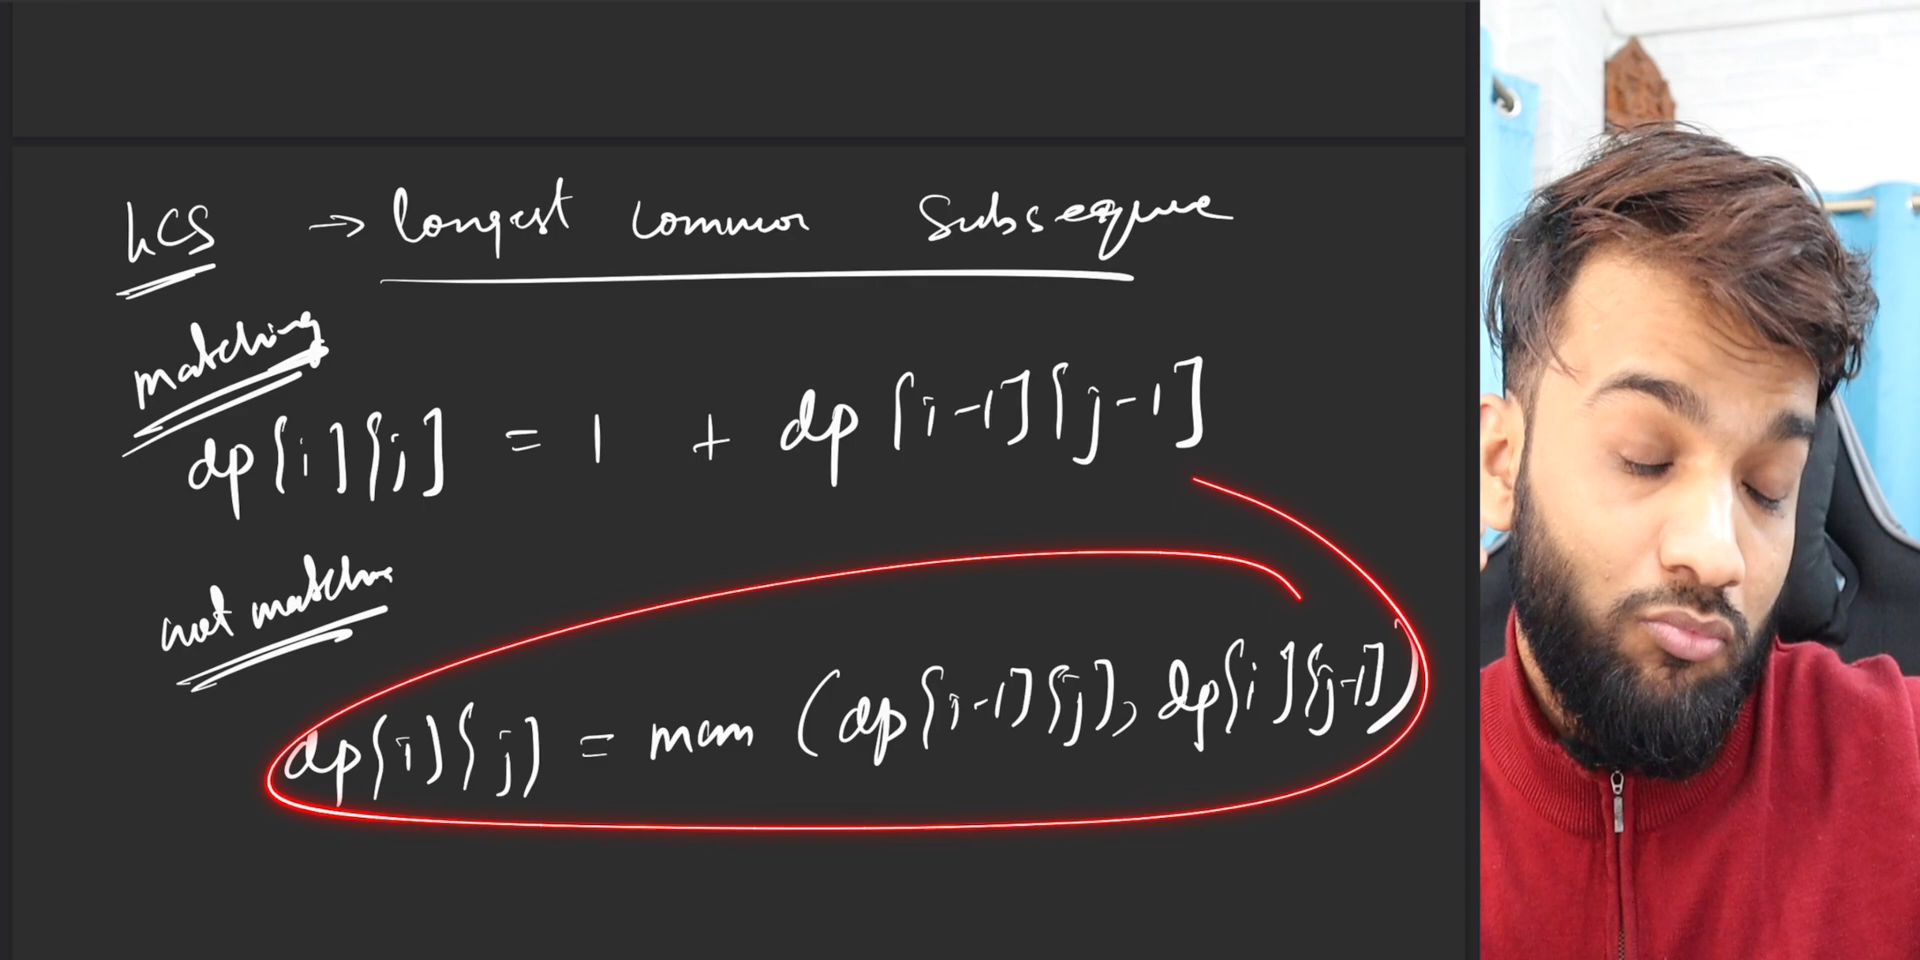 LCS → longest common Subsequence
matching
dp[i][j] = 1 + dp[i-1][j-1]
not matching
dp[i][j] = max (dp[i-1][j], dp[i][j-1])